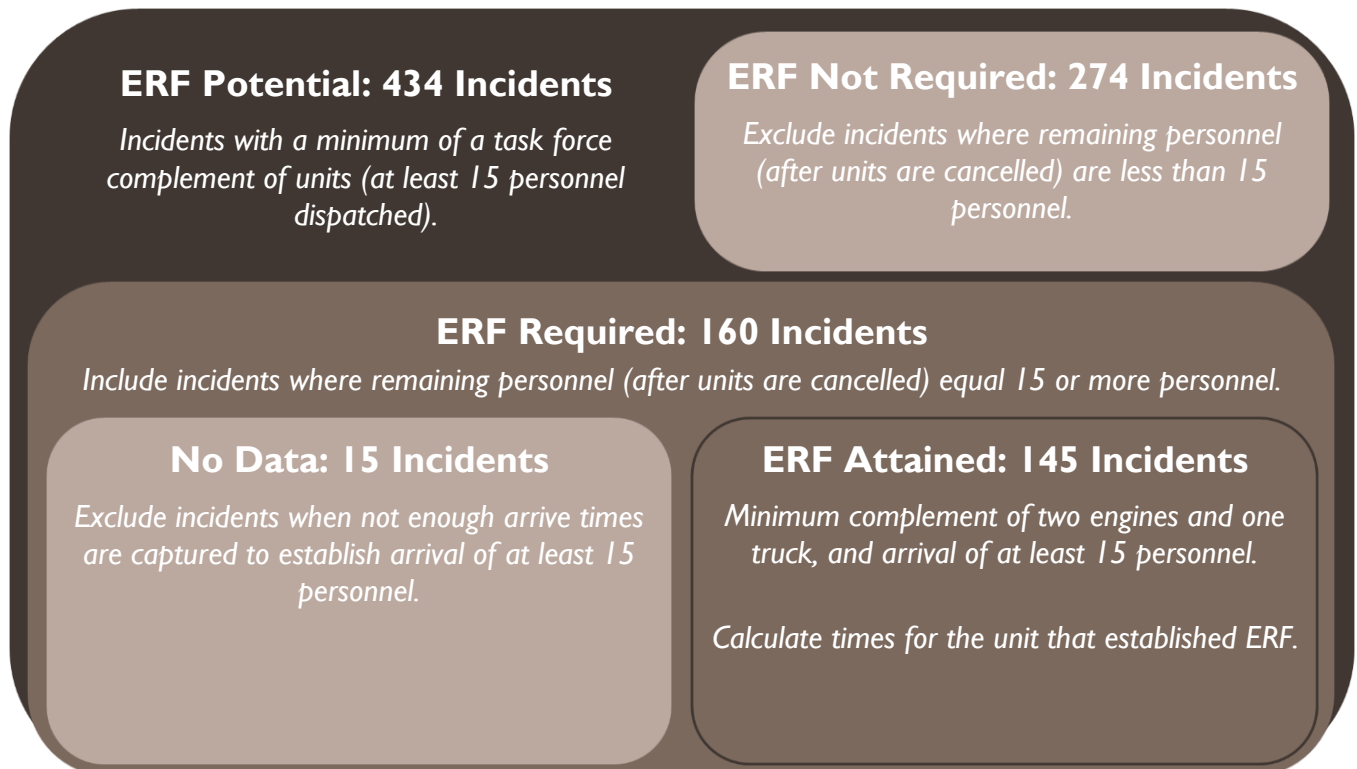 ERF Potential: 434 Incidents
Incidents with a minimum of a task force
complement of units (at least 15 personnel
dispatched).
ERF Not Required: 274 Incidents
Exclude incidents where remaining personnel
(after units are cancelled) are less than 15
personnel.
ERF Required: 160 Incidents
Include incidents where remaining personnel (after units are cancelled) equal 15 or more personnel.
No Data: 15 Incidents
Exclude incidents when not enough arrive times
are captured to establish arrival of at least 15
personnel.
ERF Attained: 145 Incidents
Minimum complement of two engines and one
truck, and arrival of at least 15 personnel.
Calculate times for the unit that established ERF.